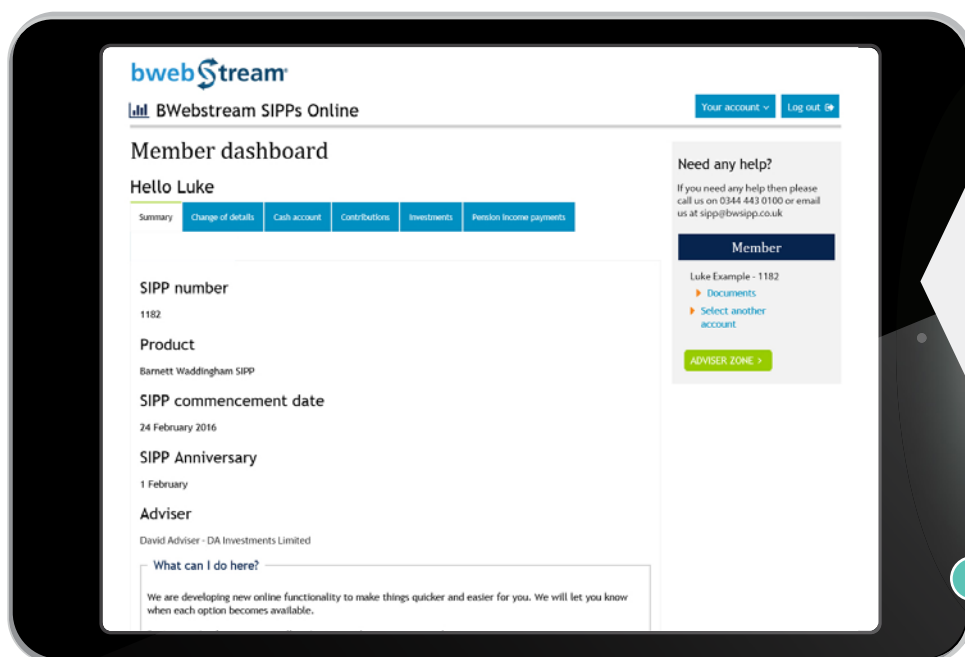 bwebStream
BWebstream SIPPs Online
Your account
Log out
Member dashboard
Hello Luke
Summary
Change of details
Cash account
Contributions
Investments
Pension income payments
SIPP number
1182
Product
Barnett Waddingham SIPP
SIPP commencement date
24 February 2016
SIPP Anniversary
1 February
Adviser
David Adviser - DA Investments Limited
What can I do here?
We are developing new online functionality to make things quicker and easier for you. We will let you know
when each option becomes available.
Need any help?
If you need any help then please
call us on 0344 443 0100 or email
us at sipp@bwsipp.co.uk
Member
Luke Example - 1182
Documents
Select another
account
ADVISER ZONE >